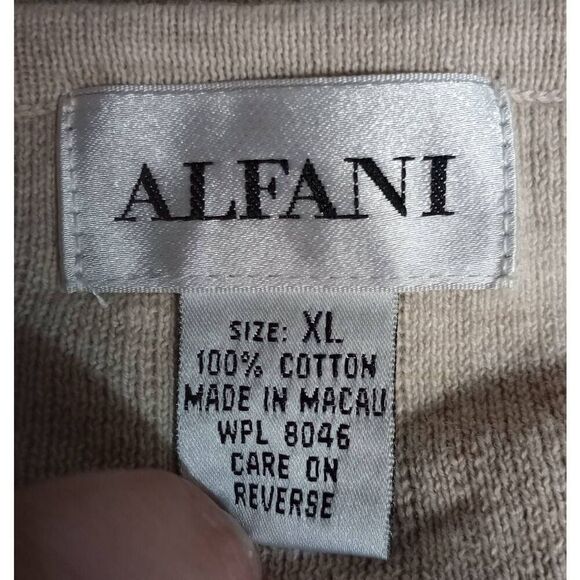 ALFANI
SIZE: XL
100% COTTON
MADE IN MACAU
WPL 8046
CARE ON
REVERSE